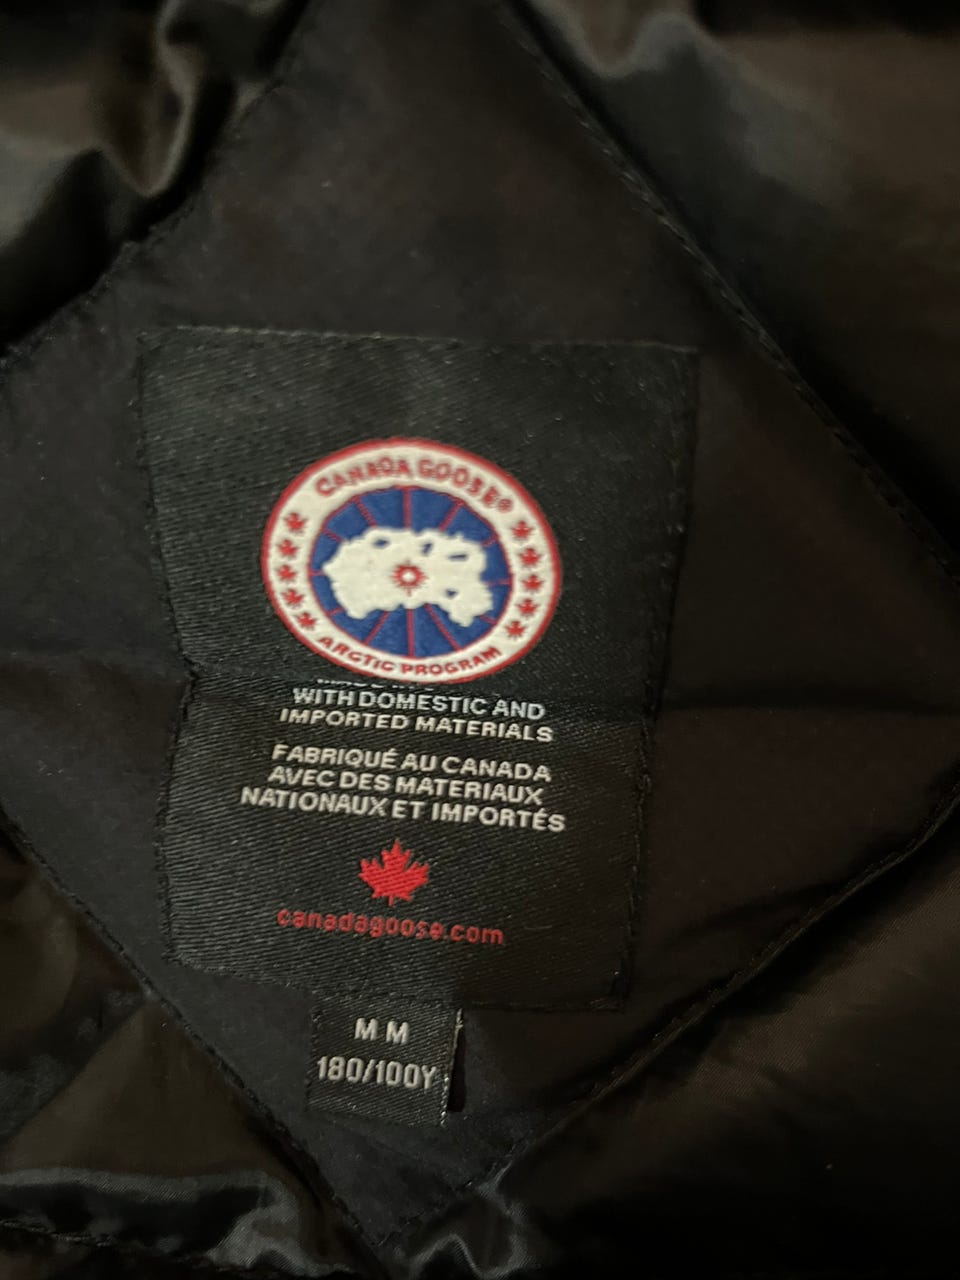 CANADA GOOSE®
ARCTIC PROGRAM
WITH DOMESTIC AND
IMPORTED MATERIALS
FABRIQUÉ AU CANADA
AVEC DES MATERIAUX
NATIONAUX ET IMPORTÉS
canadagoose.com
M M
180/100Y